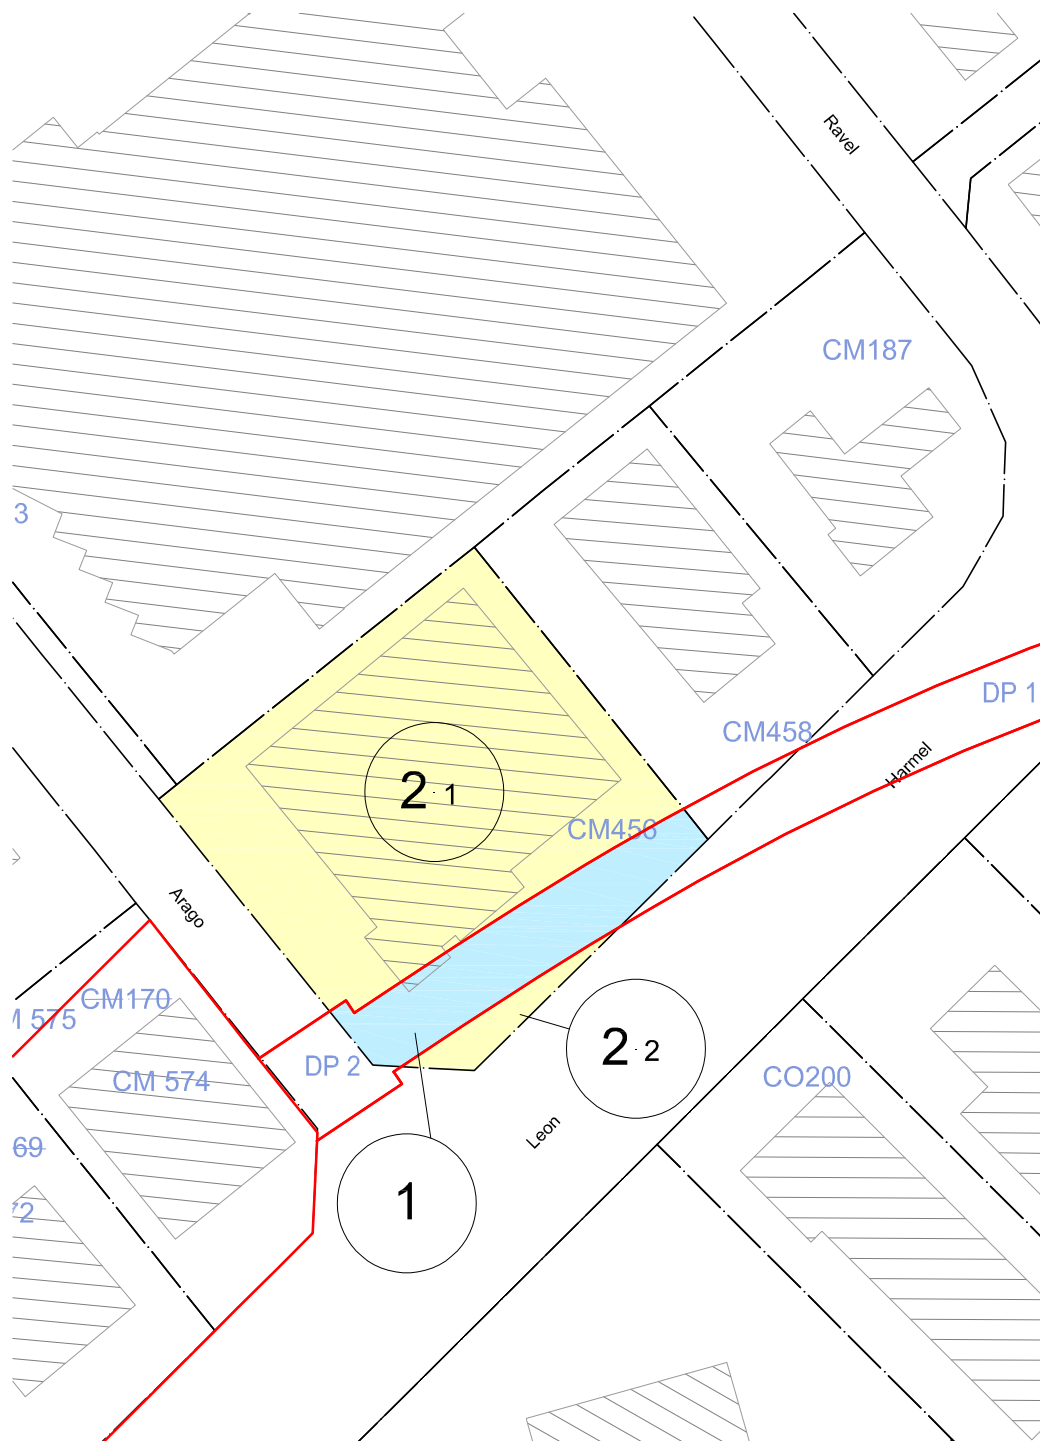 Ravel
CM187
3
DP 1
CM458
Harmel
2 . 1
CM456
Arago
CM170
575
2 . 2
DP 2
CM 574
CO200
Leon
69
72
1